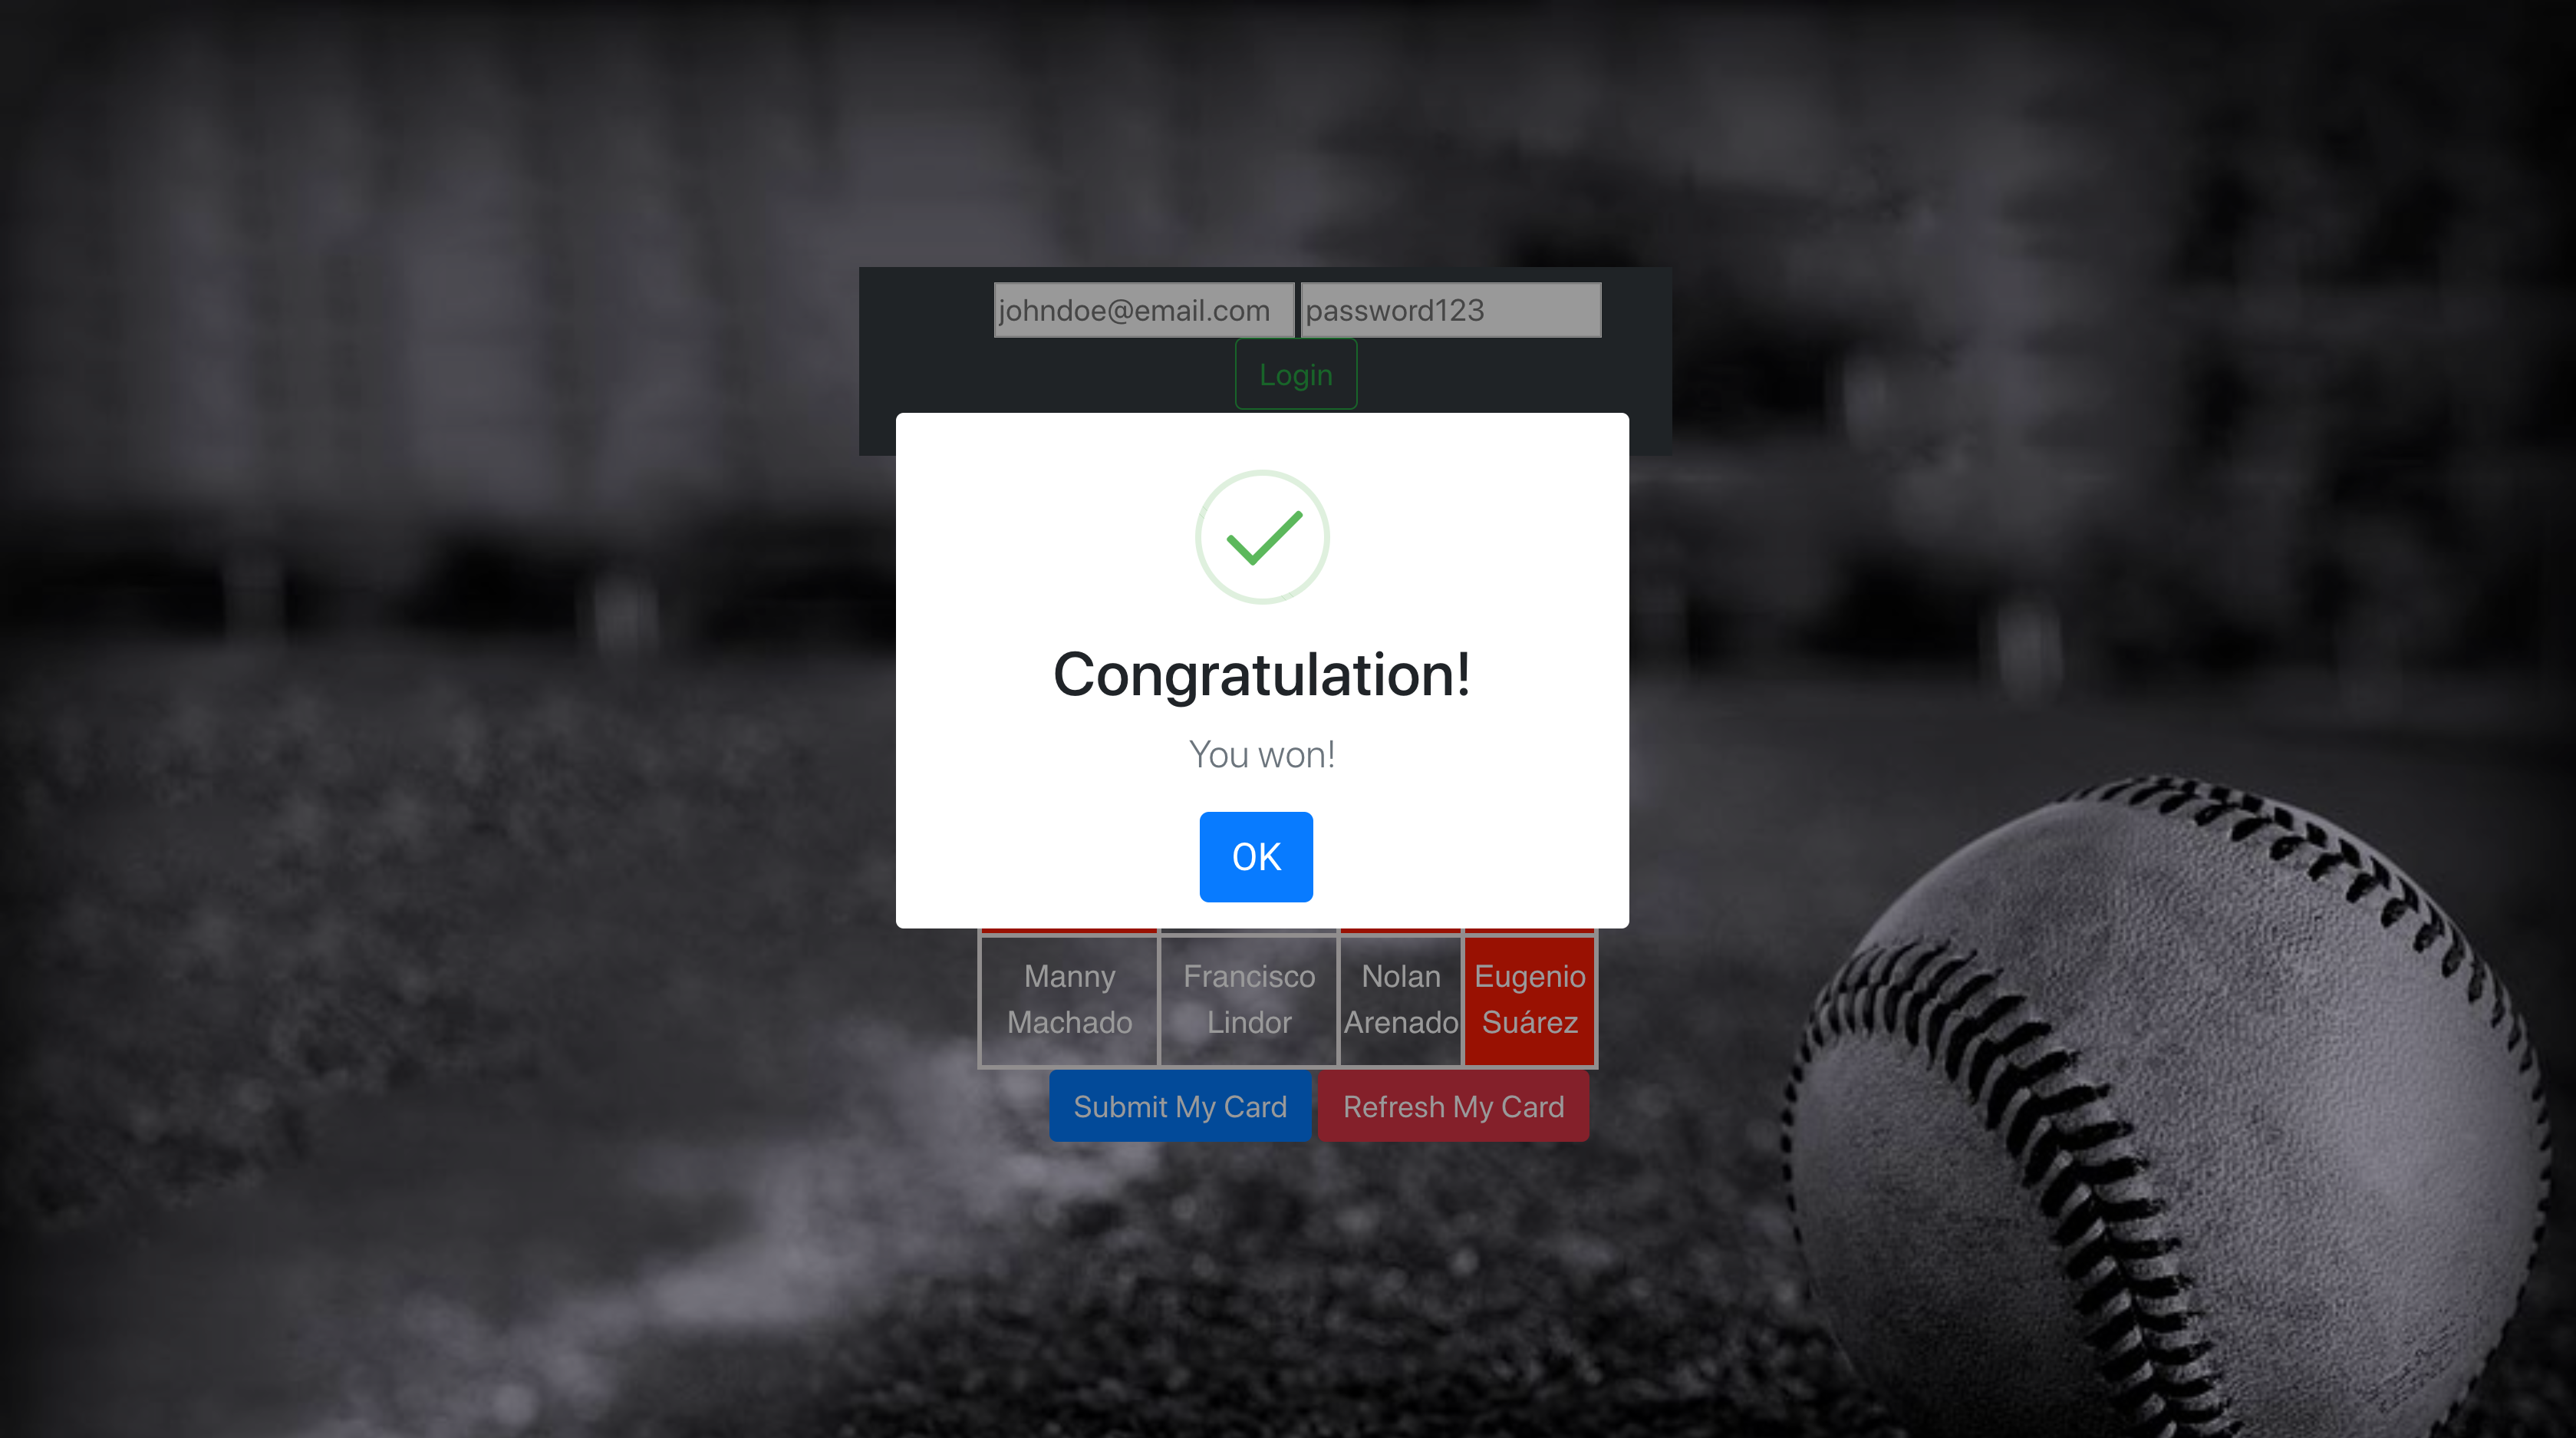 johndoe@email.com password123
Login
Congratulation!
You won!
OK
Manny Francisco Nolan Eugenio
Machado Lindor Arenado Suárez
Submit My Card Refresh My Card